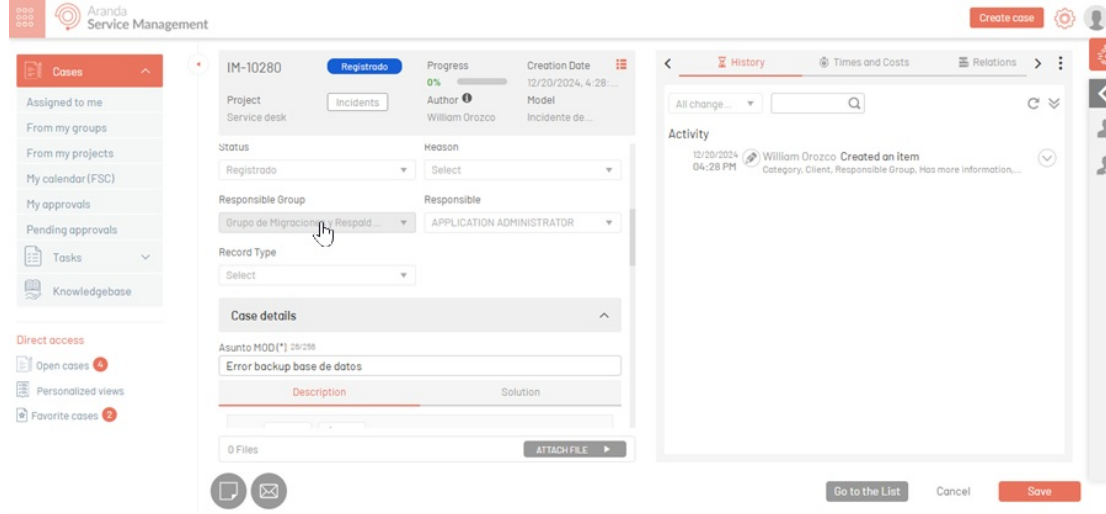 Aranda
Service Management
Create case
Cases
Assigned to me
From my groups
From my projects
My calendar (FSC)
My approvals
Pending approvals
Tasks
Knowledgebase
Direct access
Open cases 4
Personalized views
Favorite cases 2
IM-10280
Registrado
Progress
0%
Creation Date
12/20/2024, 4:28:...
Project
Service desk
Incidents
Author
William Orozco
Model
Incidente de...
Status
Registrado
Reason
Select
Responsible Group
Grupo de Migraciones y Respald...
Responsible
APPLICATION ADMINISTRATOR
Record Type
Select
Case details
Asunto MOD(*) 28/256
Error backup base de datos
Description
Solution
0 Files
ATTACH FILE
History
Times and Costs
Relations
All change...
Activity
12/20/2024
04:28 PM
William Orozco Created an item
Category, Client, Responsible Group, Has more information,...
Go to the List
Cancel
Save